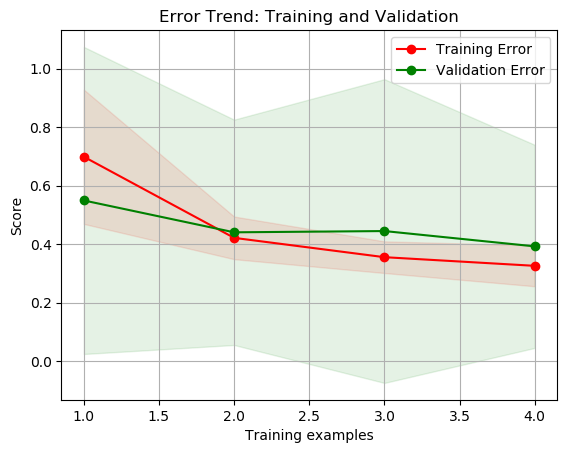 Error Trend: Training and Validation
Training Error
Validation Error
Score
1.0
0.8
0.6
0.4
0.2
0.0
1.0 1.5 2.0 2.5 3.0 3.5 4.0
Training examples